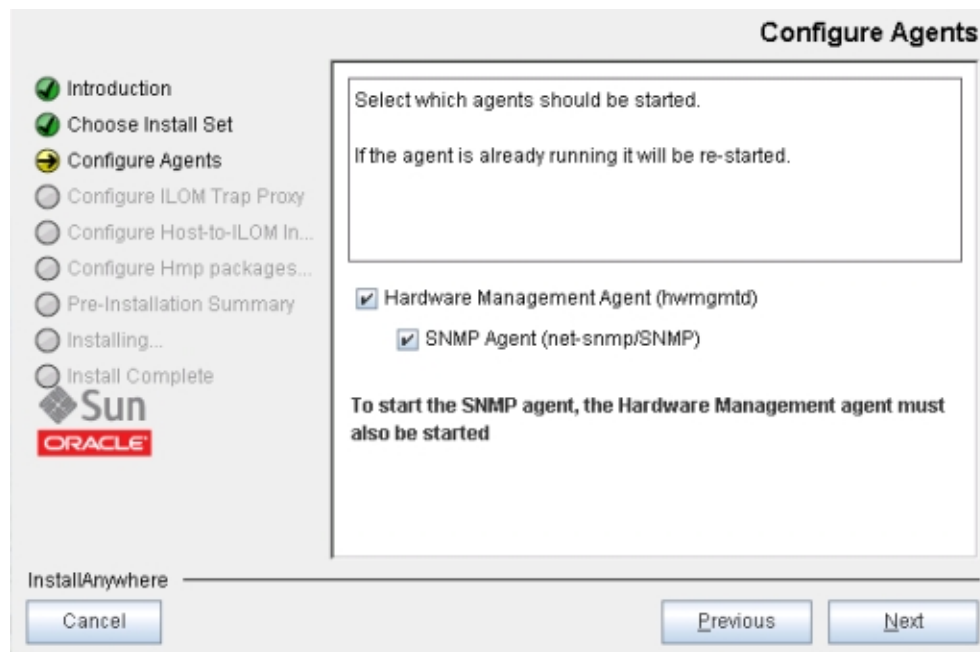 Configure Agents
Introduction
Choose Install Set
Configure Agents
Configure ILOM Trap Proxy
Configure Host-to-ILOM In...
Configure Hmp packages...
Pre-Installation Summary
Installing...
Install Complete
Sun
ORACLE
Select which agents should be started.
If the agent is already running it will be re-started.
Hardware Management Agent (hwmgmtd)
SNMP Agent (net-snmp/SNMP)
To start the SNMP agent, the Hardware Management agent must
also be started
InstallAnywhere
Cancel
Previous
Next